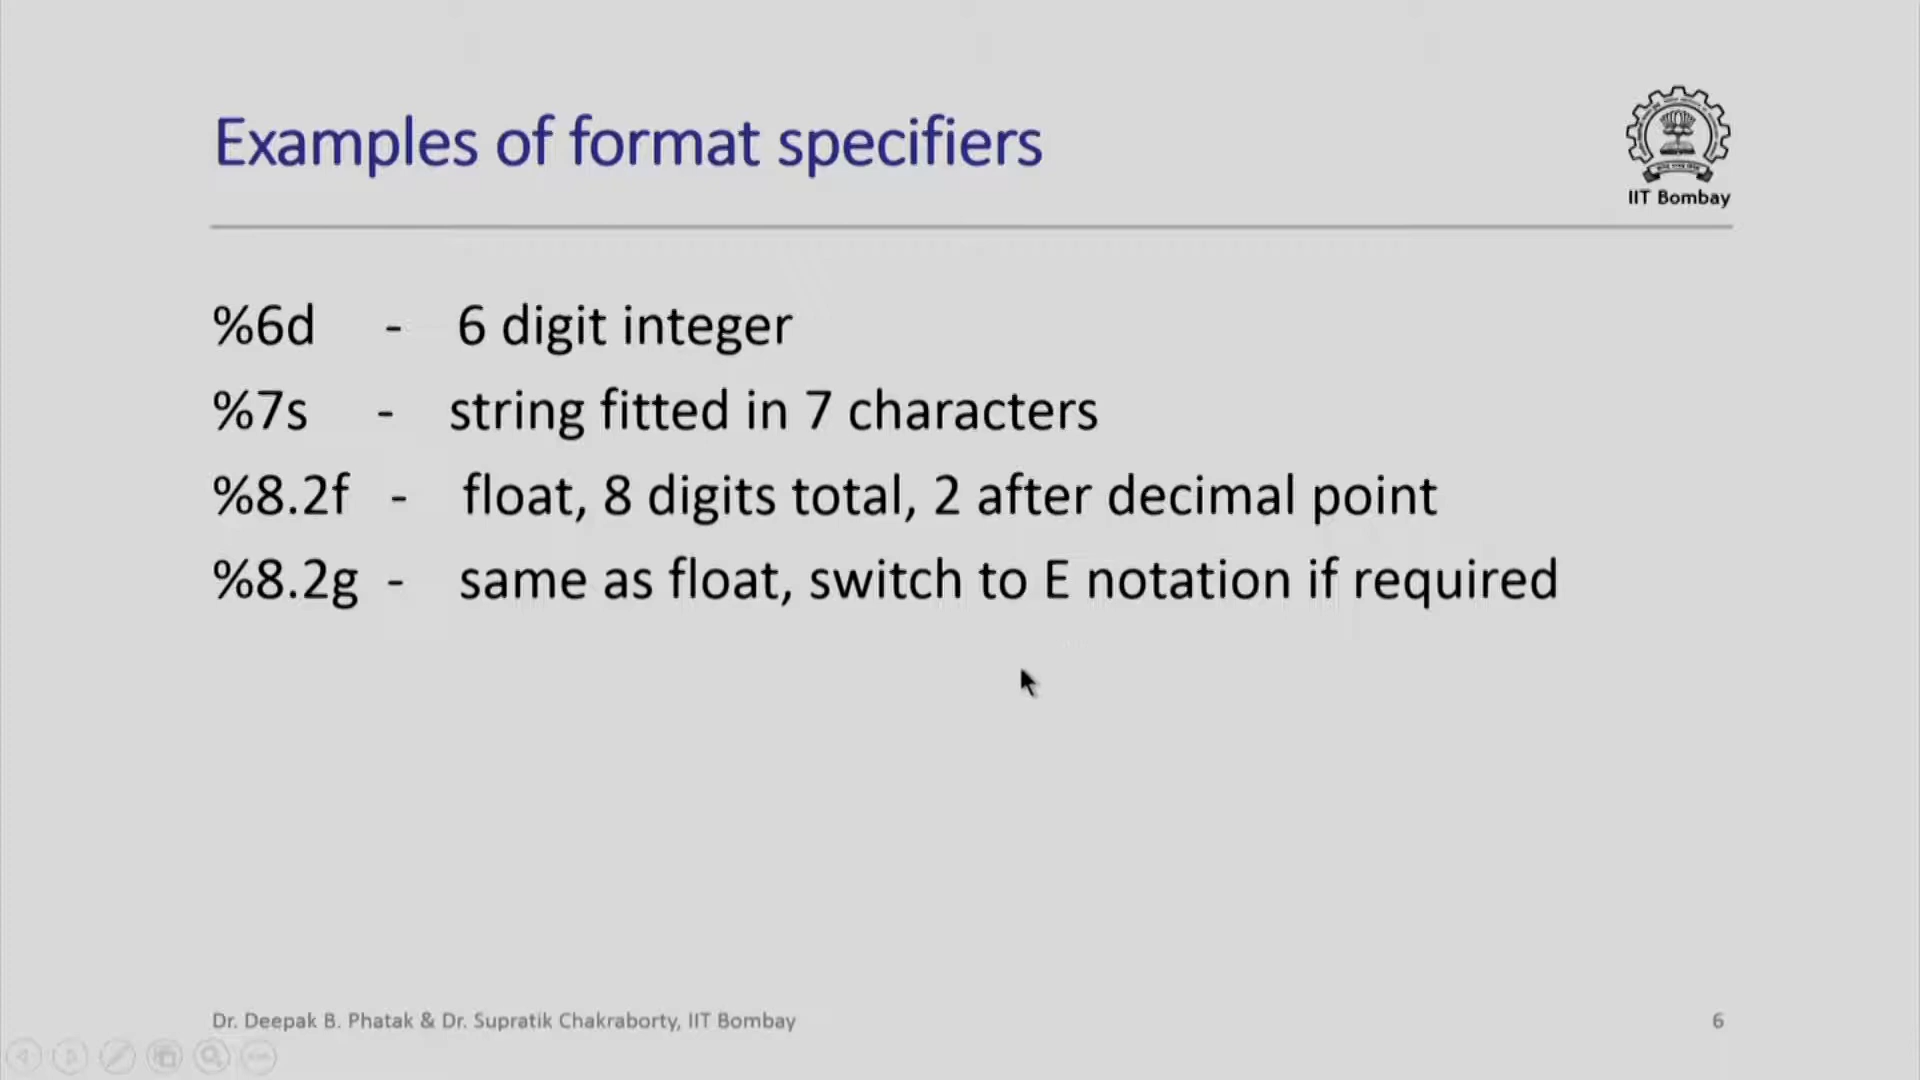 Examples of format specifiers
IIT Bombay
%6d - 6 digit integer
%7s - string fitted in 7 characters
%8.2f - float, 8 digits total, 2 after decimal point
%8.2g - same as float, switch to E notation if required
Dr. Deepak B. Phatak & Dr. Supratik Chakraborty, IIT Bombay
6